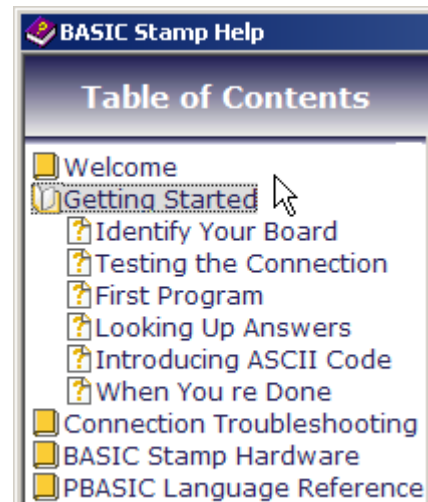 BASIC Stamp Help
Table of Contents
Welcome
Getting Started
Identify Your Board
Testing the Connection
First Program
Looking Up Answers
Introducing ASCII Code
When You re Done
Connection Troubleshooting
BASIC Stamp Hardware
PBASIC Language Reference